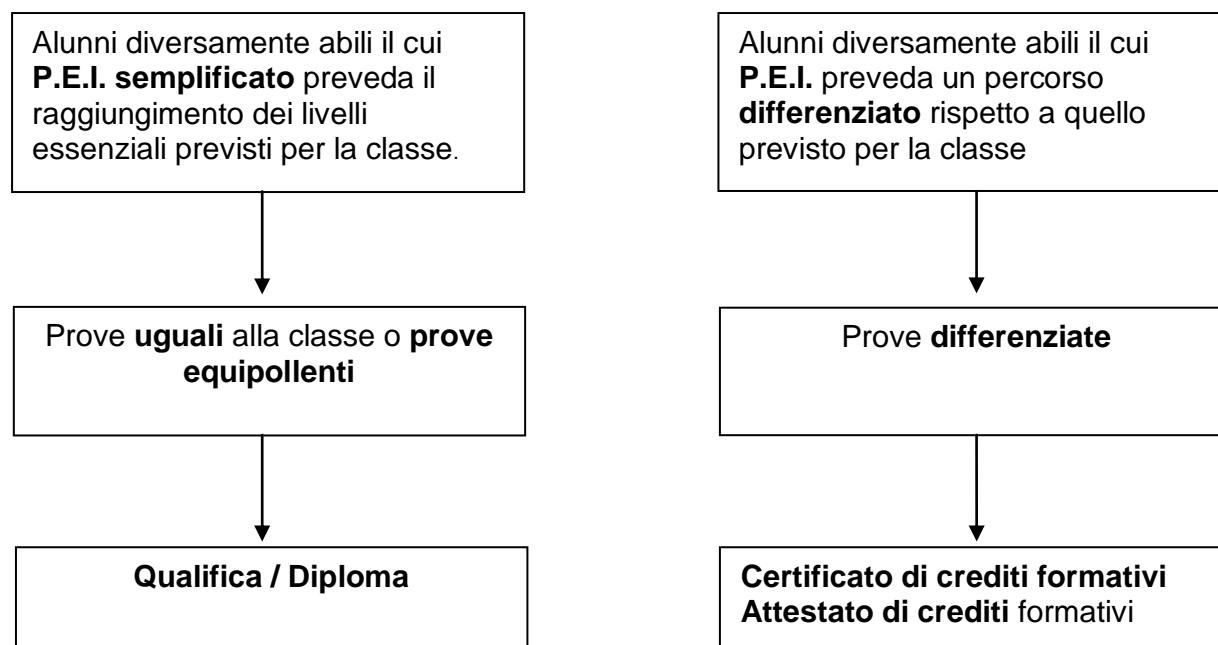 Alunni diversamente abili il cui
P.E.I. semplificato preveda il
raggiungimento dei livelli
essenziali previsti per la classe.
Prove uguali alla classe o prove
equipollenti
Qualifica / Diploma
Alunni diversamente abili il cui
P.E.I. preveda un percorso
differenziato rispetto a quello
previsto per la classe
Prove differenziate
Certificato di crediti formativi
Attestato di crediti formativi